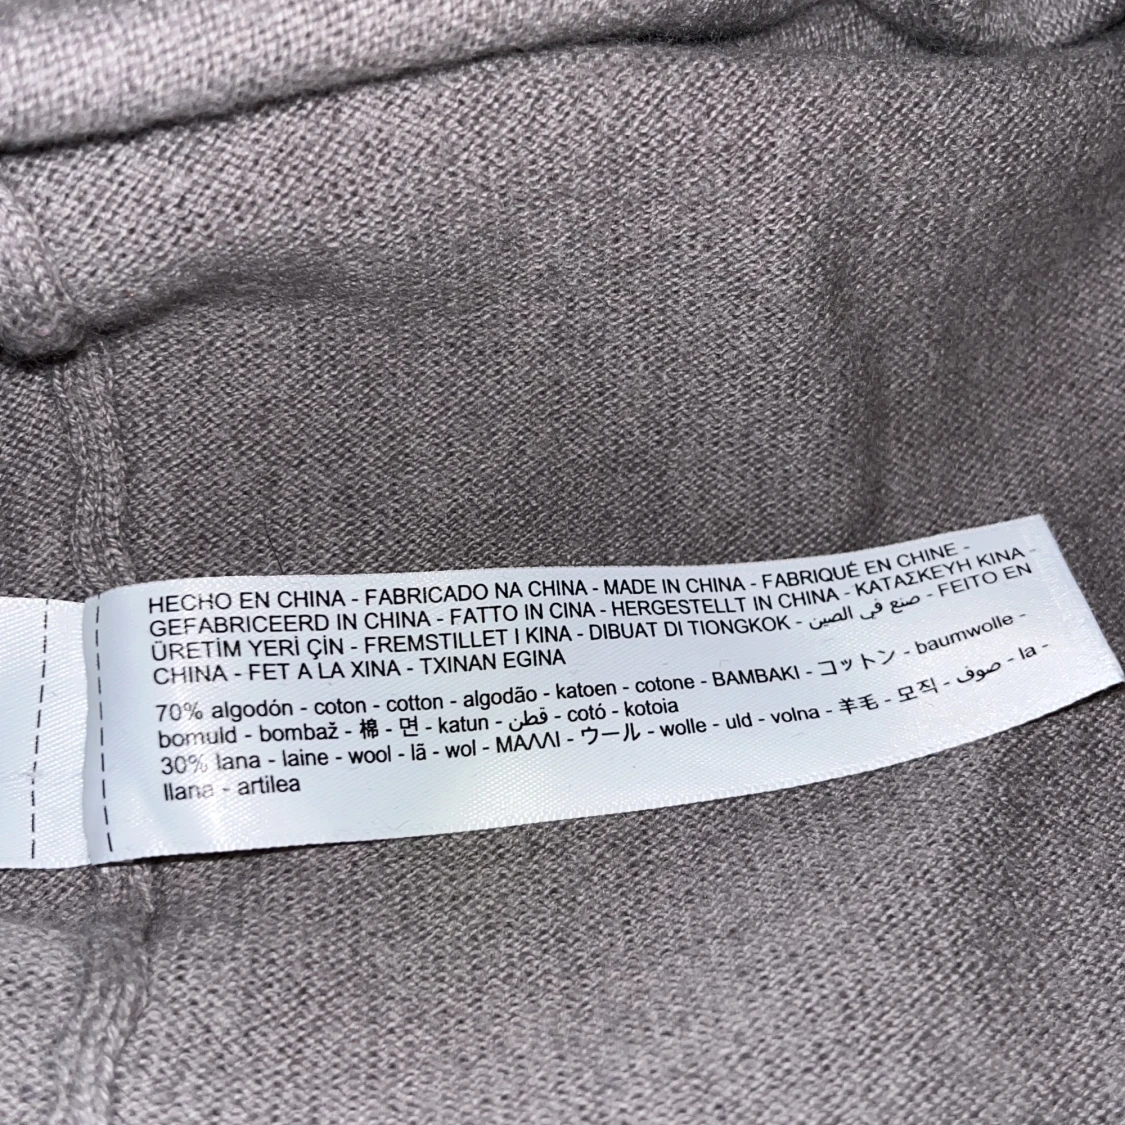 HECHO EN CHINA - FABRICADO NA CHINA - MADE IN CHINA - FABRIQUÉ EN CHINE -
GEFABRICEERD IN CHINA - FATTO IN CINA - HERGESTELLT IN CHINA - ΚΑΤΑΣΚΕΥΗ ΚΙΝΑ -
ÜRETİM YERİ ÇİN - FREMSTILLET I KINA - DIBUAT DI TIONGKOK - صنع في الصين - FEITO EN
CHINA - FET A LA XINA - TXINAN EGINA
70% algodón - coton - cotton - algodão - katoen - cotone - BAMBAKI - コットン - baumwolle -
bomuld - bombaž - 棉 - 면 - katun - قطن - cotó - kotoia
30% lana - laine - wool - lã - wol - ΜΑΛΛΙ - ウール - wolle - uld - volna - 羊毛 - 모직 - صوف - la -
llana - artilea